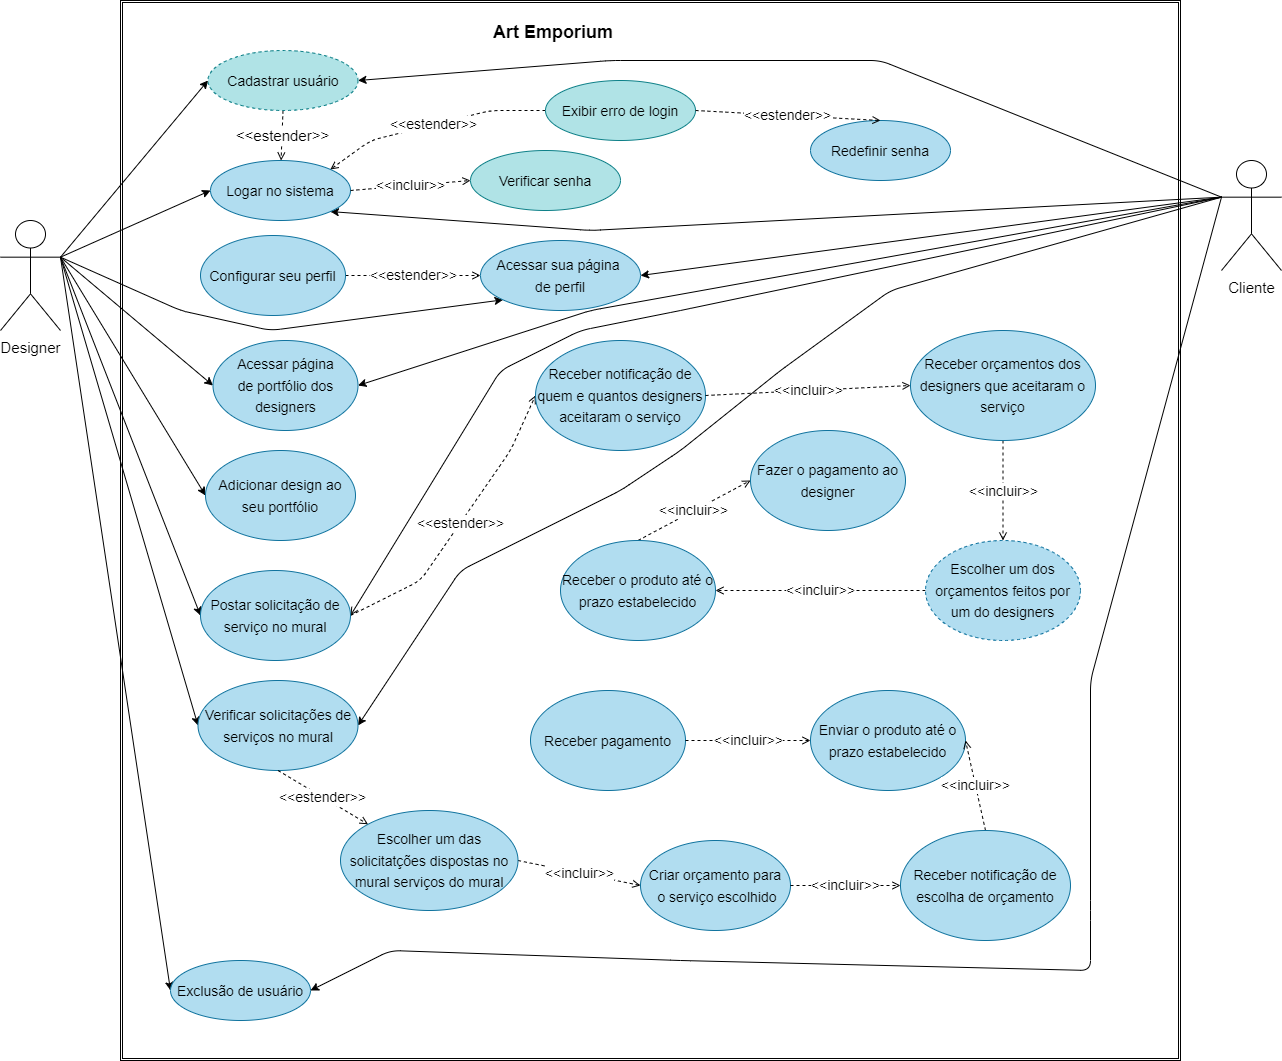 Art Emporium
Cadastrar usuário
<<estender>>
Exibir erro de login
<<estender>>
<<estender>>
Redefinir senha
Logar no sistema
<<incluir>>
Verificar senha
Configurar seu perfil
<<estender>>
Acessar sua página
de perfil
Designer
Cliente
Acessar página
de portfólio dos
designers
Receber notificação de
quem e quantos designers
aceitaram o serviço
<<incluir>>
Receber orçamentos dos
designers que aceitaram o
serviço
Adicionar design ao
seu portfólio
<<estender>>
Fazer o pagamento ao
designer
<<incluir>>
<<incluir>>
Postar solicitação de
serviço no mural
Receber o produto até o
prazo estabelecido
<<incluir>>
Escolher um dos
orçamentos feitos por
um do designers
Verificar solicitações de
serviços no mural
Receber pagamento
<<incluir>>
Enviar o produto até o
prazo estabelecido
<<estender>>
<<incluir>>
Escolher um das
solicitatções dispostas no
mural serviços do mural
<<incluir>>
Criar orçamento para
o serviço escolhido
<<incluir>>
Receber notificação de
escolha de orçamento
Exclusão de usuário